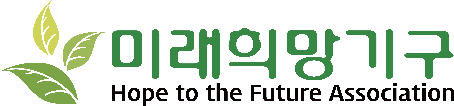 미래희망기구
Hope to the Future Association